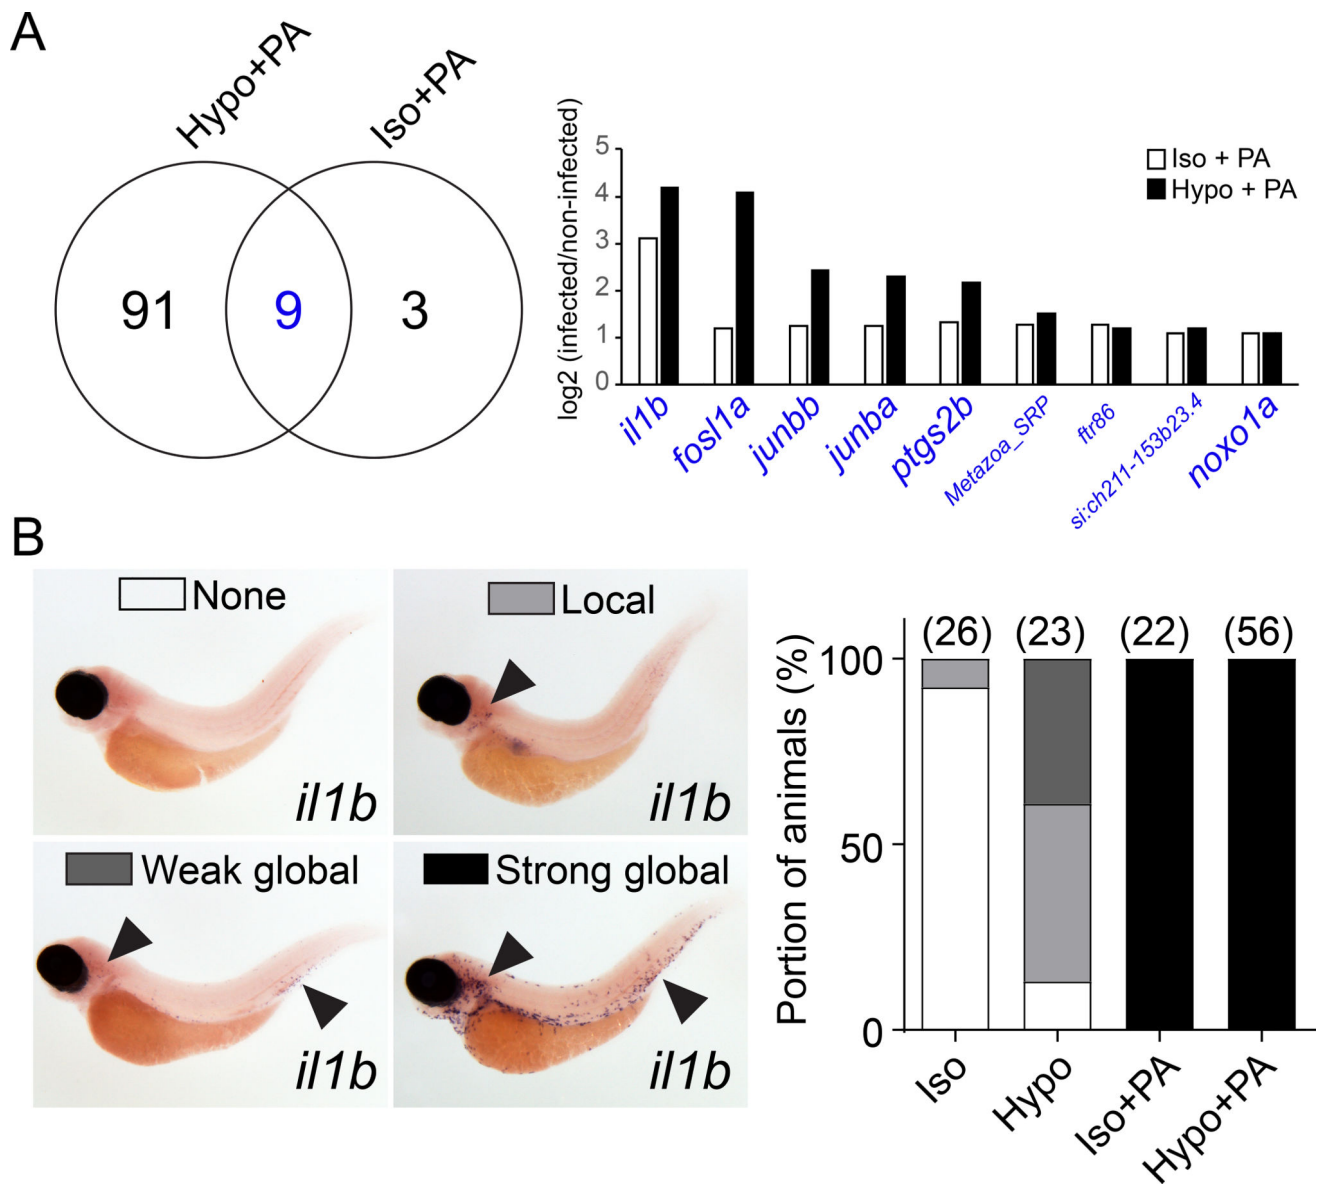 A
Hypo+PA
Iso+PA
91
9
3
log2 (infected/non-infected)
5
4
3
2
1
0
Iso + PA
Hypo + PA
il1b
fosl1a
junbb
junba
ptgs2b
Metazoa_SRP
ftr86
si:ch211-153b23.4
noxo1a
B
None
il1b
Local
il1b
Weak global
il1b
Strong global
il1b
Portion of animals (%)
100
50
0
(26) (23) (22) (56)
Iso
Hypo
Iso+PA
Hypo+PA